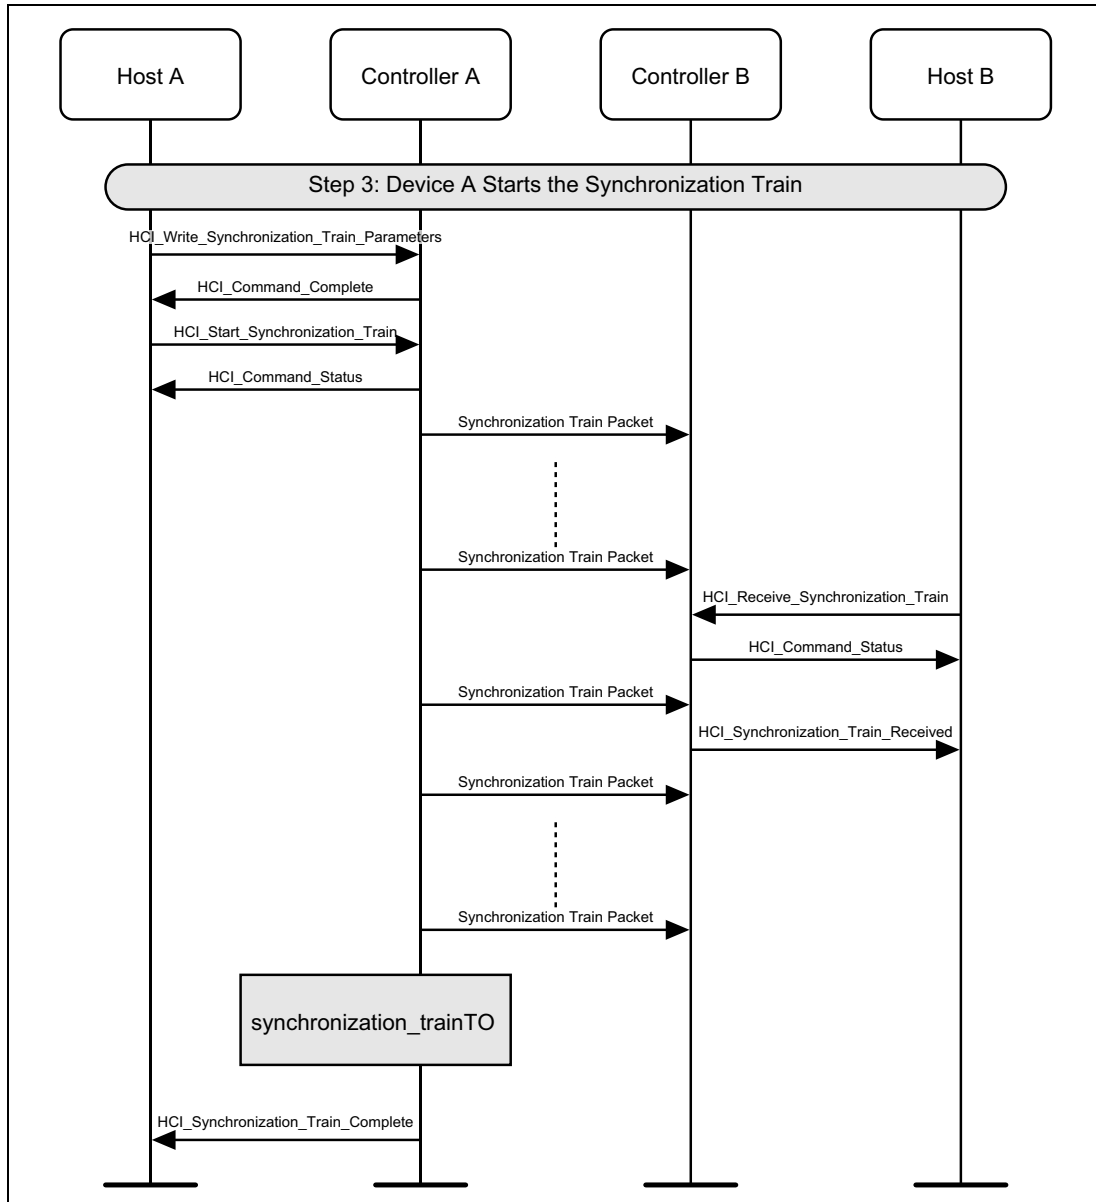 Host A
Controller A
Controller B
Host B
Step 3: Device A Starts the Synchronization Train
HCI_Write_Synchronization_Train_Parameters
HCI_Command_Complete
HCI_Start_Synchronization_Train
HCI_Command_Status
Synchronization Train Packet
Synchronization Train Packet
HCI_Receive_Synchronization_Train
HCI_Command_Status
Synchronization Train Packet
HCI_Synchronization_Train_Received
Synchronization Train Packet
Synchronization Train Packet
synchronization_trainTO
HCI_Synchronization_Train_Complete